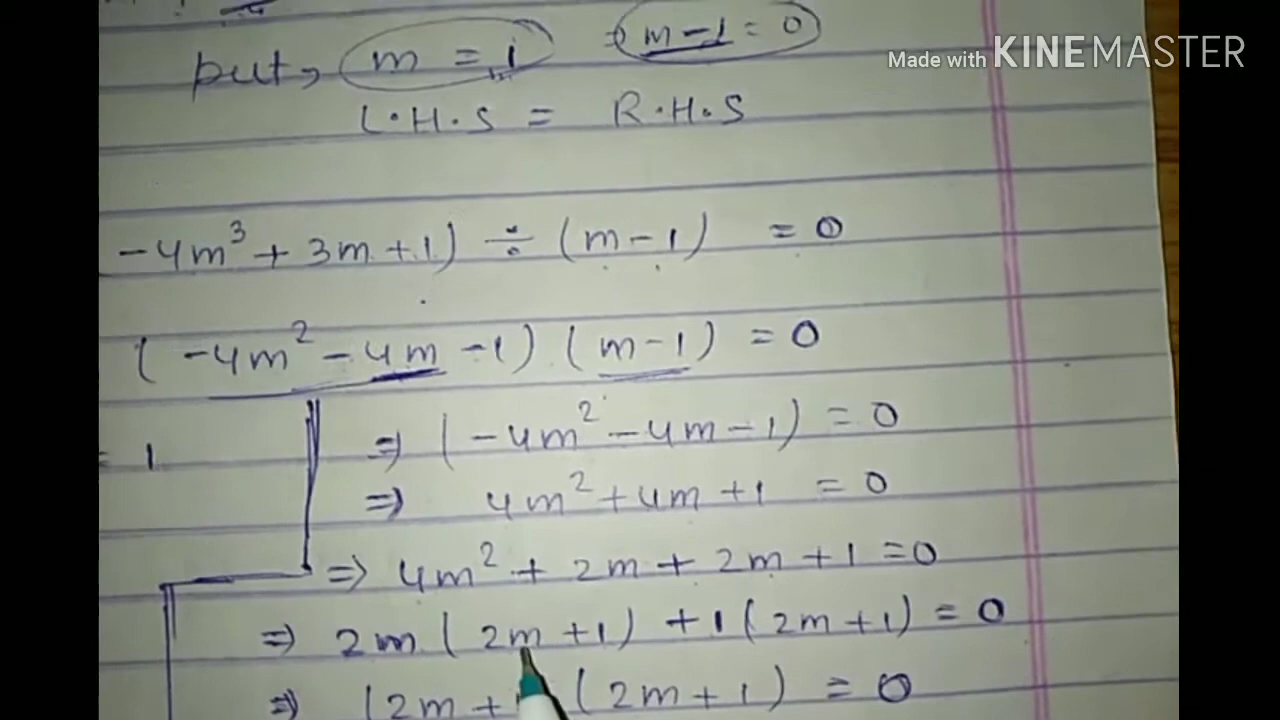 put, m = 1 ⇒ m-1 = 0
Made with KINEMASTER
L.H.S = R.H.S
-4m³ + 3m + 1) ÷ (m-1) = 0
(-4m² - 4m - 1) (m-1) = 0
= 1 ⇒ (-4m² - 4m - 1) = 0
⇒ 4m² + 4m + 1 = 0
⇒ 4m² + 2m + 2m + 1 = 0
⇒ 2m (2m + 1) + 1 (2m + 1) = 0
⇒ (2m + (2m + 1) = 0